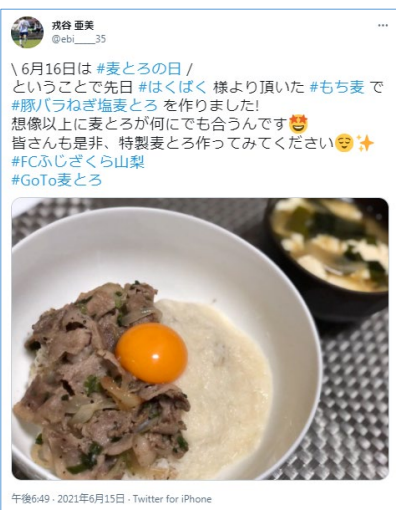 戎谷 亜美
@ebi____35
\ 6月16日は #麦とろの日 /
ということで先日 #はくばく 様より頂いた #もち麦 で
#豚バラねぎ塩麦とろ を作りました!
想像以上に麦とろが何にでも合うんです🤩
皆さんも是非、特製麦とろ作ってみてください😌✨
#FCふじざくら山梨
#GoTo麦とろ
午後6:49 · 2021年6月15日 · Twitter for iPhone